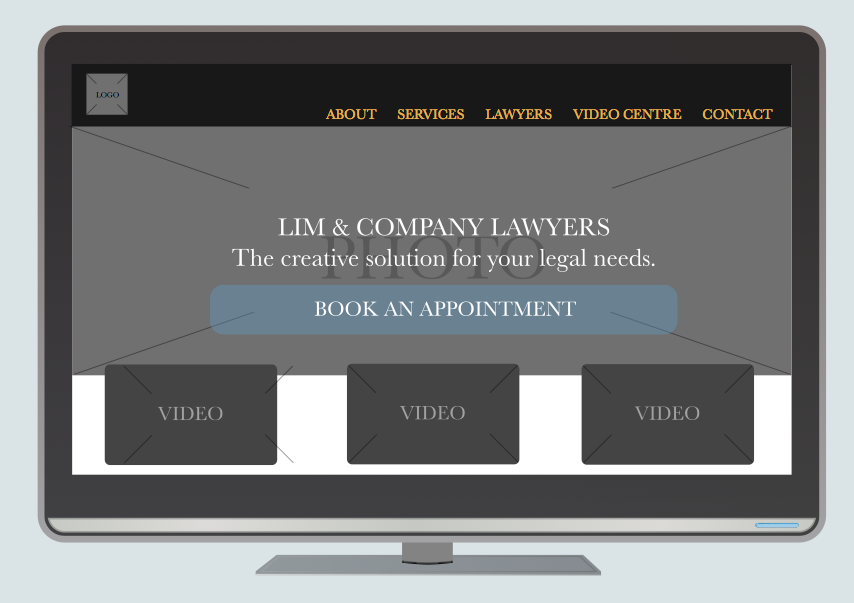 LOGO
ABOUT SERVICES LAWYERS VIDEO CENTRE CONTACT
LIM & COMPANY LAWYERS
PHOTO
The creative solution for your legal needs.
BOOK AN APPOINTMENT
VIDEO VIDEO VIDEO